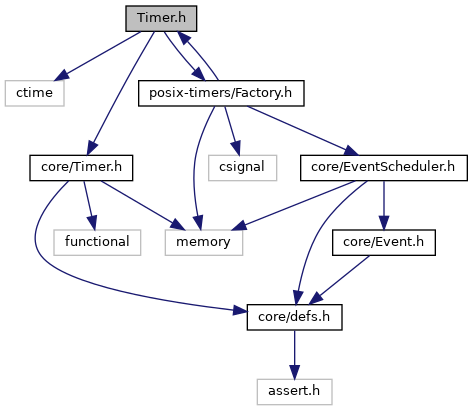 Timer.h
ctime
posix-timers/Factory.h
core/Timer.h
csignal
core/EventScheduler.h
functional
memory
core/Event.h
core/defs.h
assert.h